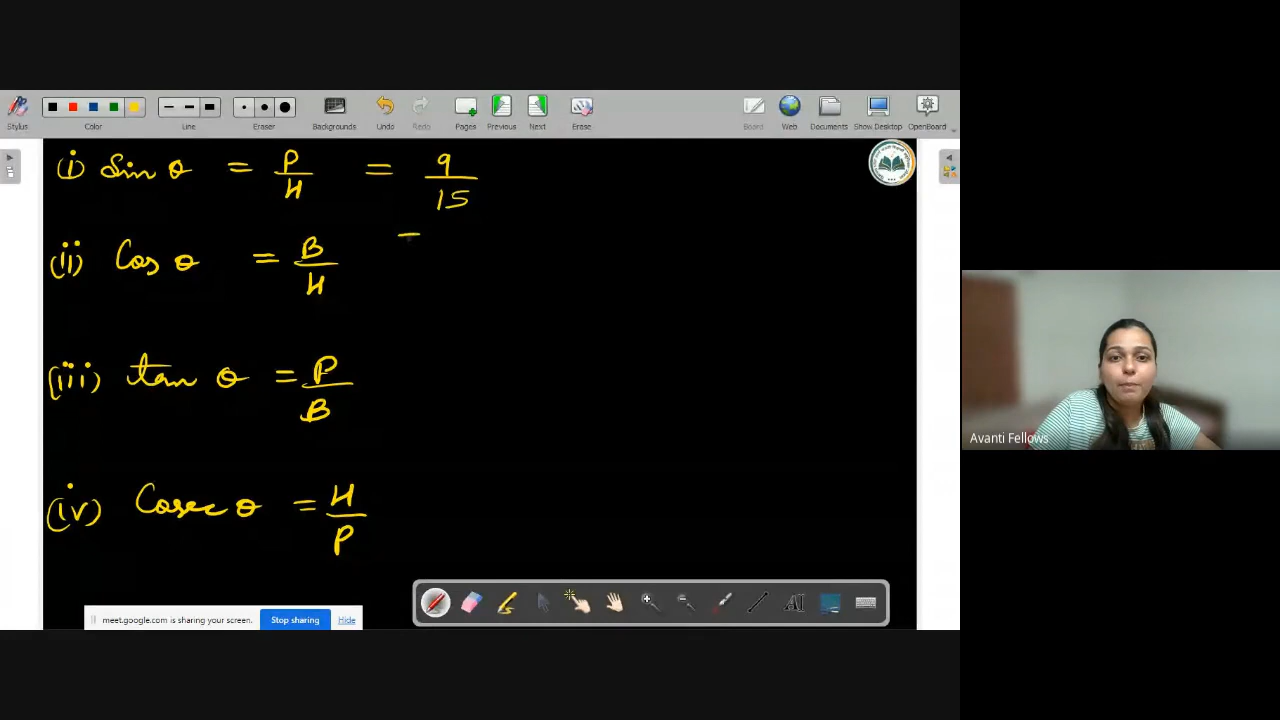 Stylus Color Line Eraser Backgrounds Undo Redo Pages Previous Next Erase Board Web Documents Show Desktop OpenBoard
(i) Sin θ = P/H = 9/15
(ii) Cos θ = B/H =
(iii) tan θ = P/B
(iv) Cosec θ = H/P
Avanti Fellows
meet.google.com is sharing your screen. Stop sharing Hide